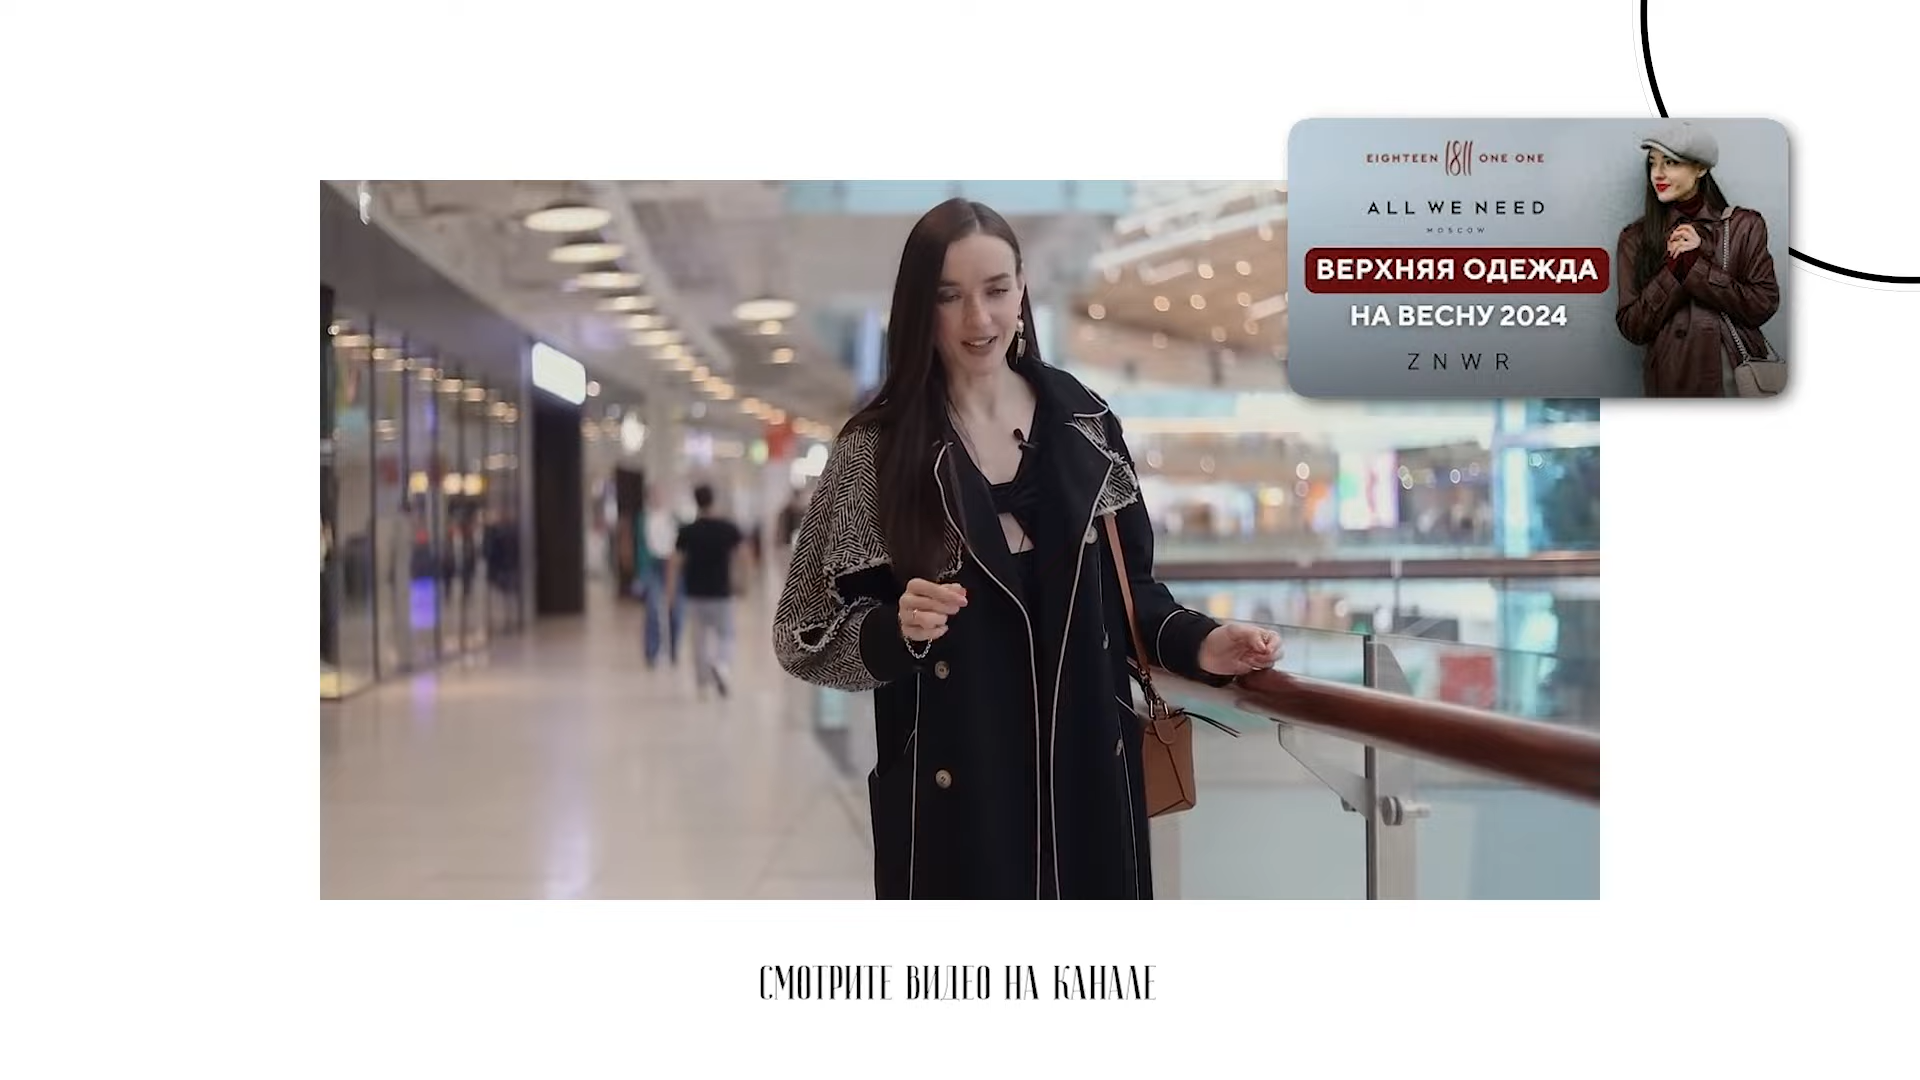 EIGHTEEN 1811 ONE ONE
ALL WE NEED
MOSCOW
ВЕРХНЯЯ ОДЕЖДА
НА ВЕСНУ 2024
ZNWR
СМОТРИТЕ ВИДЕО НА КАНАЛЕ